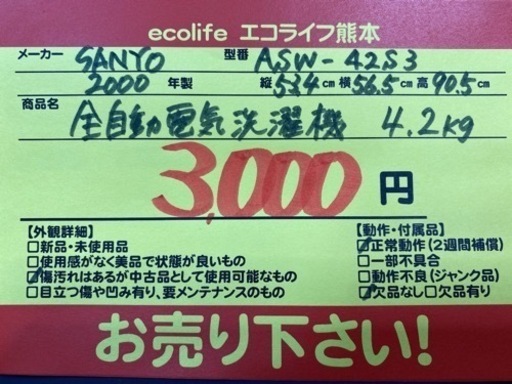 ecolife エコライフ熊本
メーカー SANYO 型番 ASW-42S3
2000 年製 縦 53.4 cm 横 56.5 cm 高 90.5 cm
商品名 全自動電気洗濯機 4.2kg
3,000 円
【外観詳細】 【動作・付属品】
□新品・未使用品 ☑正常動作(2週間補償)
□使用感がなく美品で状態が良いもの □一部不具合
☑傷汚れはあるが中古品として使用可能なもの □動作不良(ジャンク品)
□目立つ傷や凹み有り、要メンテナンスのもの ☑欠品なし□欠品有り
お売り下さい!